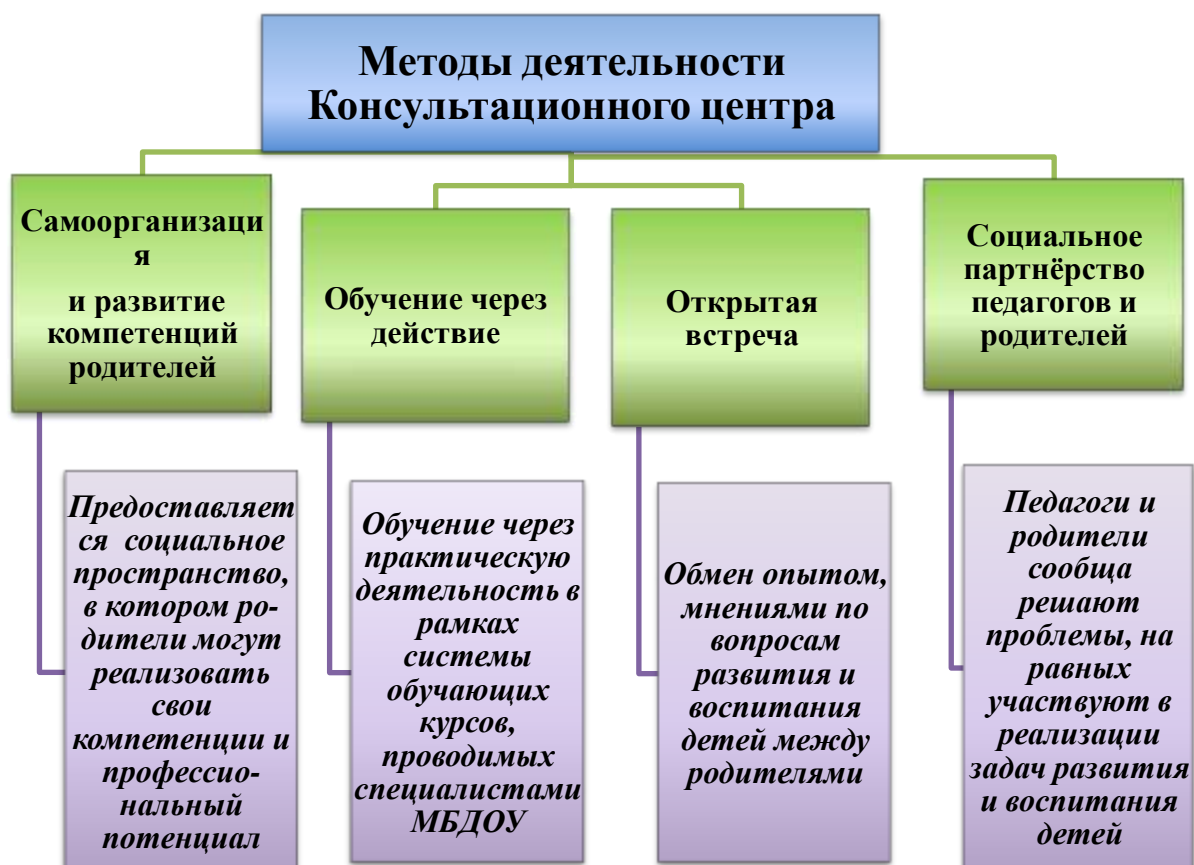 Методы деятельности
Консультационного центра
Самоорганизаци
я
и развитие
компетенций
родителей
Обучение через
действие
Открытая
встреча
Социальное
партнёрство
педагогов и
родителей
Предоставляет
ся социальное
пространство,
в котором ро-
дители могут
реализовать
свои
компетенции и
профессио-
нальный
потенциал
Обучение через
практическую
деятельность в
рамках
системы
обучающих
курсов,
проводимых
специалистами
МБДОУ
Обмен опытом,
мнениями по
вопросам
развития и
воспитания
детей между
родителями
Педагоги и
родители
сообща
решают
проблемы, на
равных
участвуют в
реализации
задач развития
и воспитания
детей